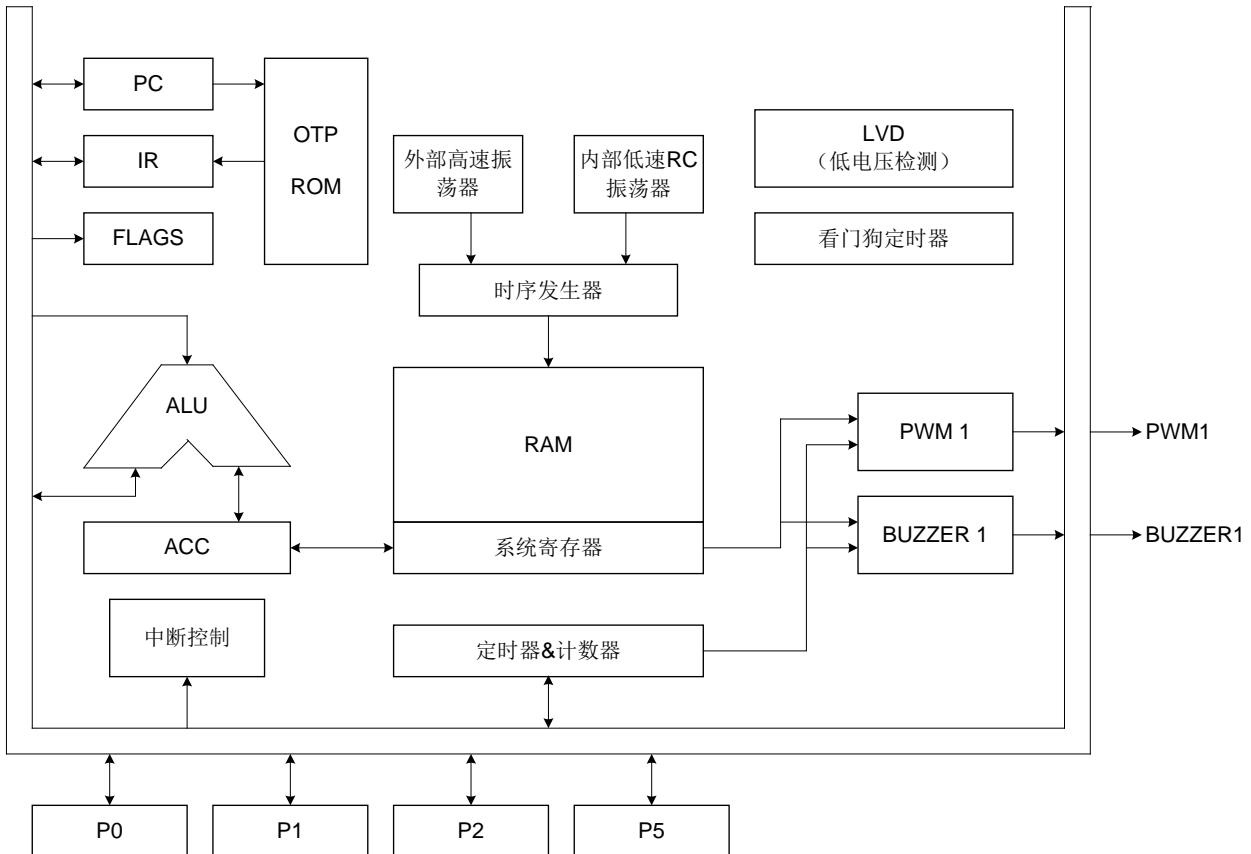 PC
OTP
ROM
IR
FLAGS
外部高速振
荡器
内部低速RC
振荡器
LVD
（低电压检测）
看门狗定时器
时序发生器
ALU
RAM
PWM 1
PWM1
ACC
系统寄存器
BUZZER 1
BUZZER1
中断控制
定时器&计数器
P0
P1
P2
P5